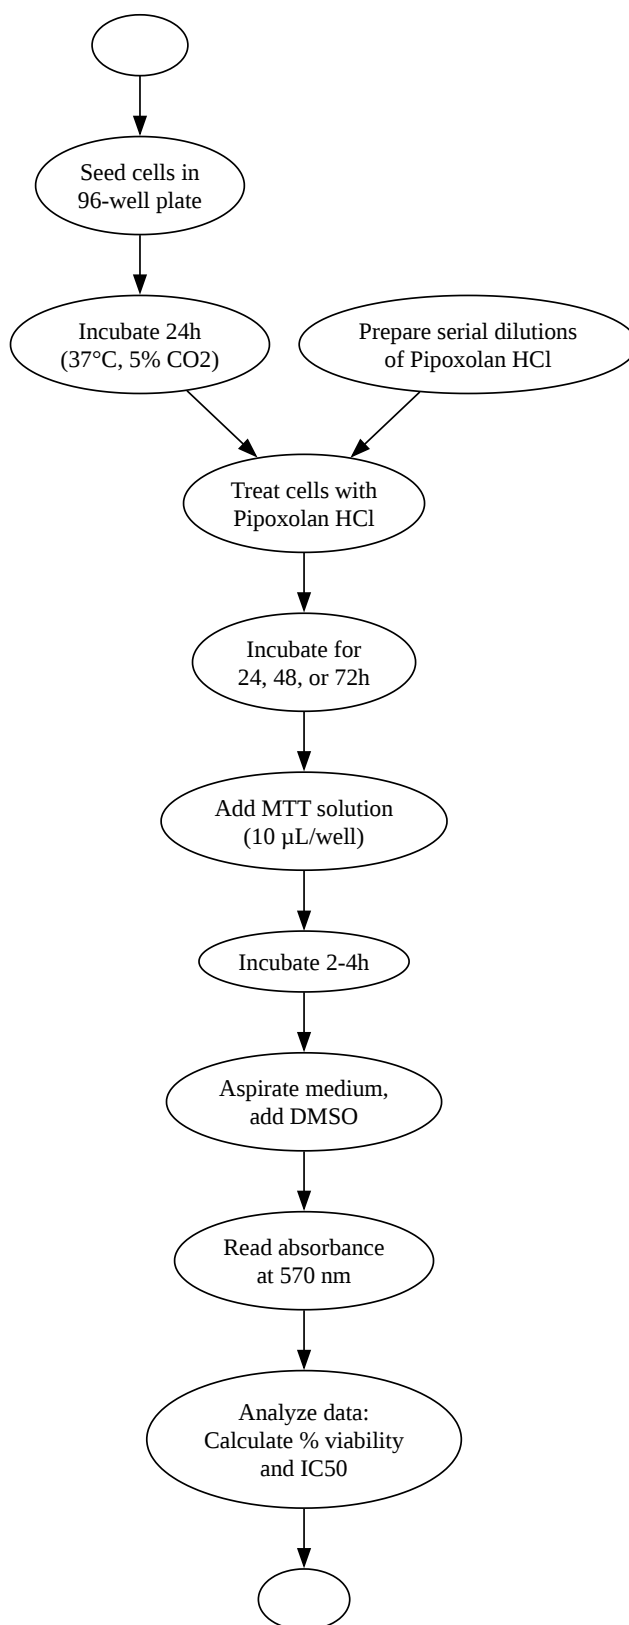 Seed cells in
96-well plate
Incubate 24h
(37°C, 5% CO2)
Prepare serial dilutions
of Pipoxolan HCl
Treat cells with
Pipoxolan HCl
Incubate for
24, 48, or 72h
Add MTT solution
(10 µL/well)
Incubate 2-4h
Aspirate medium,
add DMSO
Read absorbance
at 570 nm
Analyze data:
Calculate % viability
and IC50